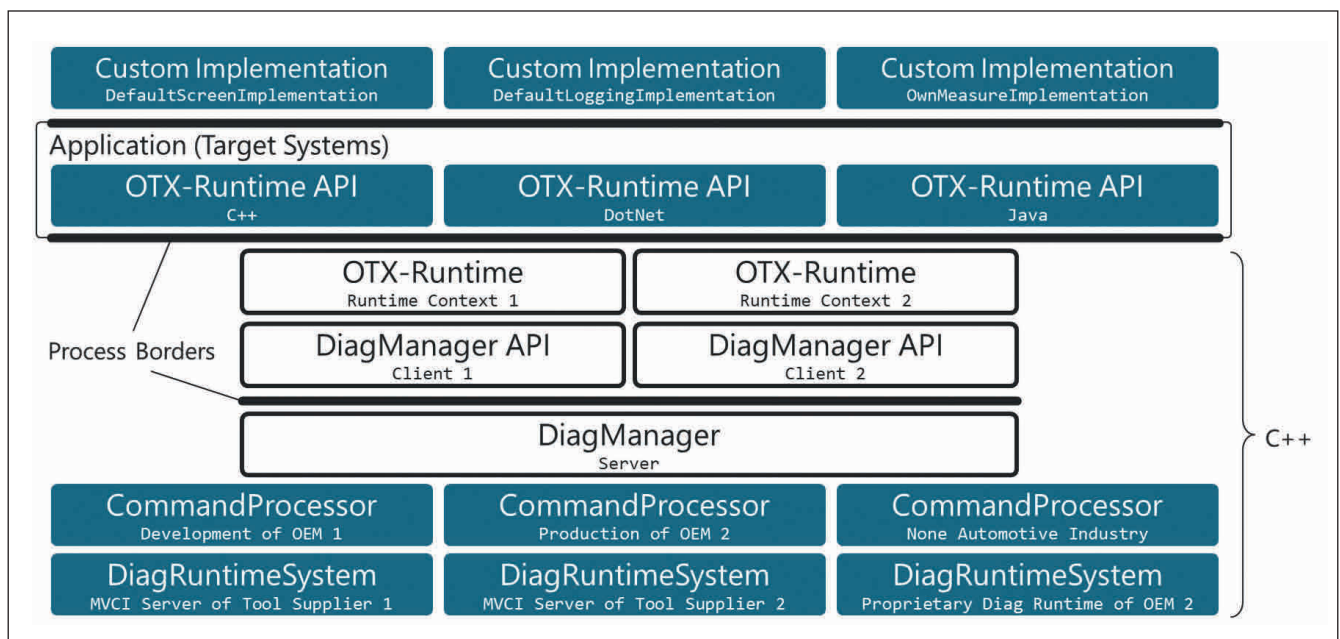 Custom Implementation
DefaultScreenImplementation
Custom Implementation
DefaultLoggingImplementation
Custom Implementation
OwnMeasureImplementation
Application (Target Systems)
OTX-Runtime API
C++
OTX-Runtime API
DotNet
OTX-Runtime API
Java
OTX-Runtime
Runtime Context 1
OTX-Runtime
Runtime Context 2
Process Borders
DiagManager API
Client 1
DiagManager API
Client 2
DiagManager
Server
C++
CommandProcessor
Development of OEM 1
CommandProcessor
Production of OEM 2
CommandProcessor
None Automotive Industry
DiagRuntimeSystem
MVCI Server of Tool Supplier 1
DiagRuntimeSystem
MVCI Server of Tool Supplier 2
DiagRuntimeSystem
Proprietary Diag Runtime of OEM 2